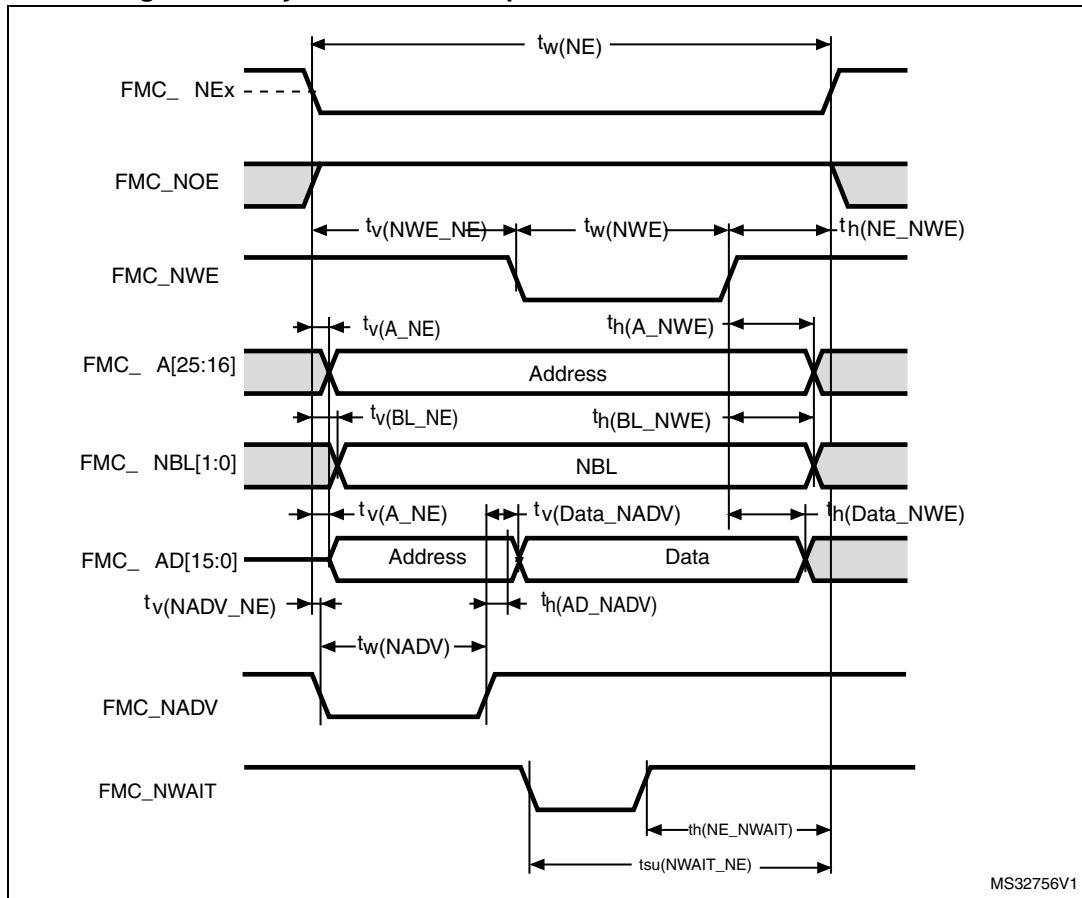 tw(NE)
FMC_ NEx
FMC_NOE
tv(NWE_NE)
tw(NWE)
th(NE_NWE)
FMC_NWE
tv(A_NE)
th(A_NWE)
FMC_ A[25:16]
Address
tv(BL_NE)
th(BL_NWE)
FMC_ NBL[1:0]
NBL
tv(A_NE)
tv(Data_NADV)
th(Data_NWE)
FMC_ AD[15:0]
Address
Data
tv(NADV_NE)
th(AD_NADV)
tw(NADV)
FMC_NADV
FMC_NWAIT
th(NE_NWAIT)
tsu(NWAIT_NE)
MS32756V1